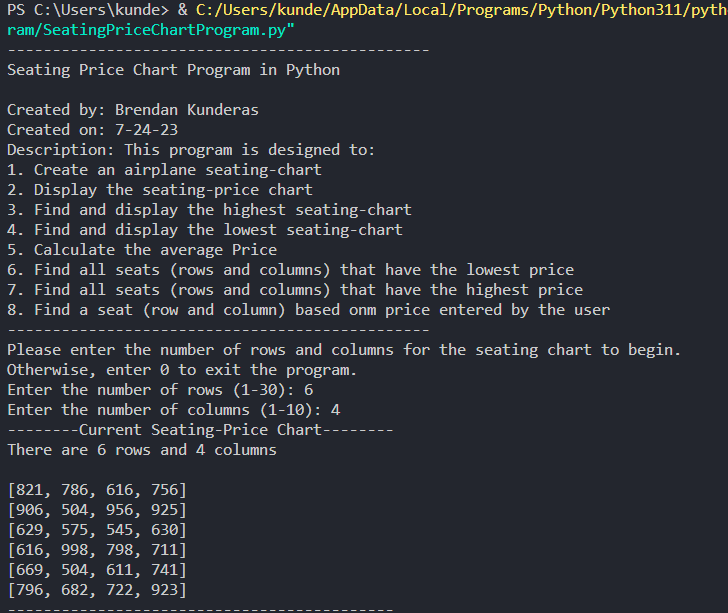 PS C:\Users\kunde> & C:/Users/kunde/AppData/Local/Programs/Python/Python311/pyth
ram/SeatingPriceChartProgram.py"
-----------------------------------------------
Seating Price Chart Program in Python
Created by: Brendan Kunderas
Created on: 7-24-23
Description: This program is designed to:
1. Create an airplane seating-chart
2. Display the seating-price chart
3. Find and display the highest seating-chart
4. Find and display the lowest seating-chart
5. Calculate the average Price
6. Find all seats (rows and columns) that have the lowest price
7. Find all seats (rows and columns) that have the highest price
8. Find a seat (row and column) based onm price entered by the user
-----------------------------------------------
Please enter the number of rows and columns for the seating chart to begin.
Otherwise, enter 0 to exit the program.
Enter the number of rows (1-30): 6
Enter the number of columns (1-10): 4
--------Current Seating-Price Chart--------
There are 6 rows and 4 columns
[821, 786, 616, 756]
[906, 504, 956, 925]
[629, 575, 545, 630]
[616, 998, 798, 711]
[669, 504, 611, 741]
[796, 682, 722, 923]
-------------------------------------------